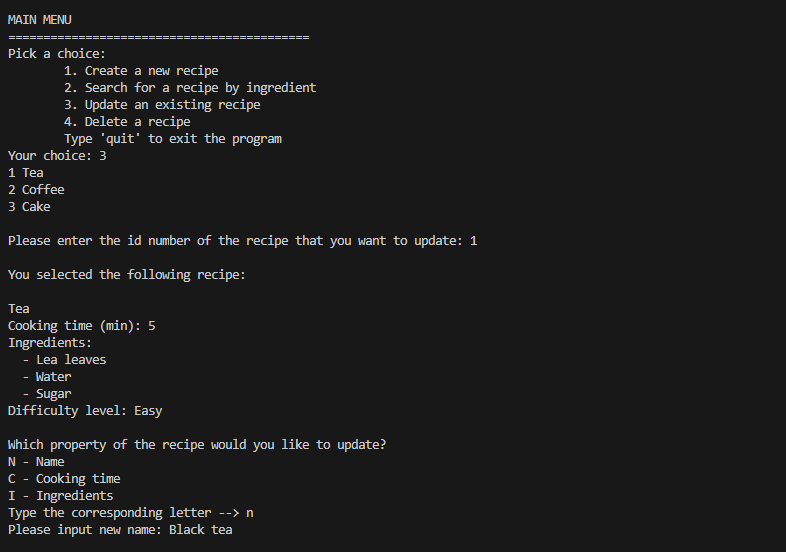 MAIN MENU
===========================================
Pick a choice:
1. Create a new recipe
2. Search for a recipe by ingredient
3. Update an existing recipe
4. Delete a recipe
Type 'quit' to exit the program
Your choice: 3
1 Tea
2 Coffee
3 Cake
Please enter the id number of the recipe that you want to update: 1
You selected the following recipe:
Tea
Cooking time (min): 5
Ingredients:
- Lea leaves
- Water
- Sugar
Difficulty level: Easy
Which property of the recipe would you like to update?
N - Name
C - Cooking time
I - Ingredients
Type the corresponding letter --> n
Please input new name: Black tea